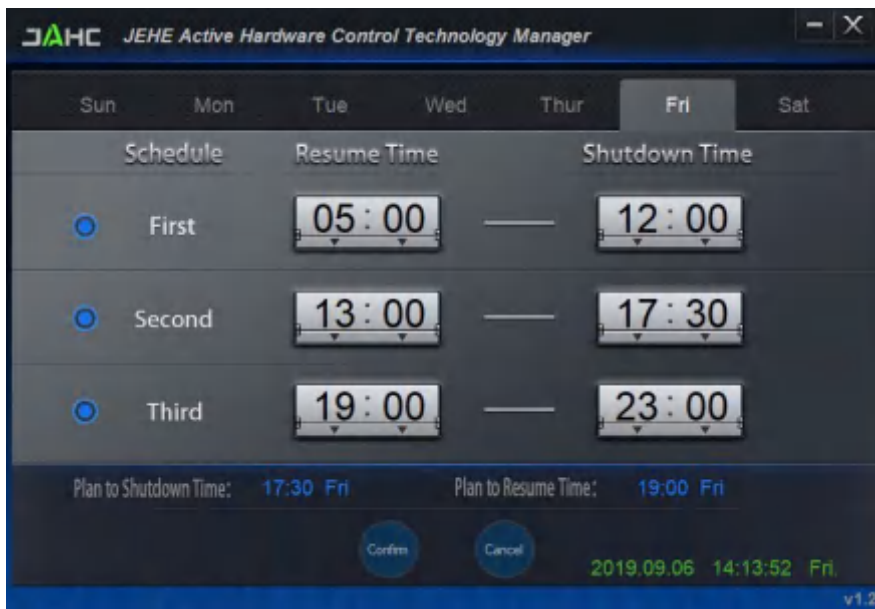 JAHC JEHE Active Hardware Control Technology Manager
Sun Mon Tue Wed Thur Fri Sat
Schedule Resume Time Shutdown Time
First 05:00 12:00
Second 13:00 17:30
Third 19:00 23:00
Plan to Shutdown Time: 17:30 Fri Plan to Resume Time: 19:00 Fri
Confirm Cancel
2019.09.06 14:13:52 Fri.
v1.2